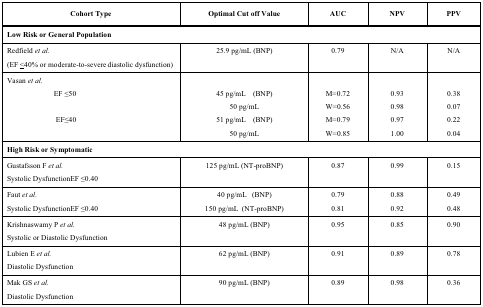 Cohort Type Optimal Cut off Value AUC NPV PPV
Low Risk or General Population
Redfield et al. 25.9 pg/mL (BNP) 0.79 N/A N/A
(EF ≤40% or moderate-to-severe diastolic dysfunction)
Vasan et al.
EF ≤50 45 pg/mL (BNP) M=0.72 0.93 0.38
50 pg/mL W=0.56 0.98 0.07
EF≤40 51 pg/mL (BNP) M=0.79 0.97 0.22
50 pg/mL W=0.85 1.00 0.04
High Risk or Symptomatic
Gustafsson F et al. 125 pg/mL (NT-proBNP) 0.87 0.99 0.15
Systolic DysfunctionEF ≤0.40
Faut et al. 40 pg/mL (BNP) 0.79 0.88 0.49
Systolic DysfunctionEF ≤0.40 150 pg/mL (NT-proBNP) 0.81 0.92 0.48
Krishnaswamy P et al. 48 pg/mL (BNP) 0.95 0.85 0.90
Systolic or Diastolic Dysfunction
Lubien E et al. 62 pg/mL (BNP) 0.91 0.89 0.78
Diastolic Dysfunction
Mak GS et al. 90 pg/mL (BNP) 0.89 0.98 0.36
Diastolic Dysfunction